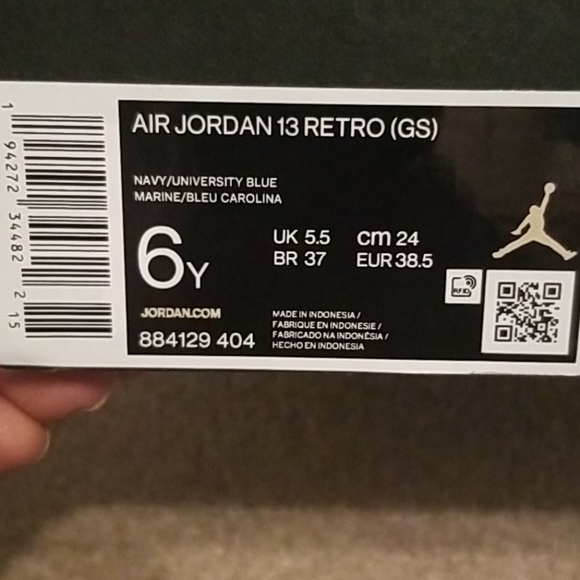 AIR JORDAN 13 RETRO (GS)
NAVY/UNIVERSITY BLUE
MARINE/BLEU CAROLINA
6Y
UK 5.5 cm 24
BR 37 EUR 38.5
RFID
JORDAN.COM
884129 404
MADE IN INDONESIA /
FABRIQUE EN INDONESIE /
FABRICADO NA INDONÉSIA /
HECHO EN INDONESIA
1 94272 34482 2 15